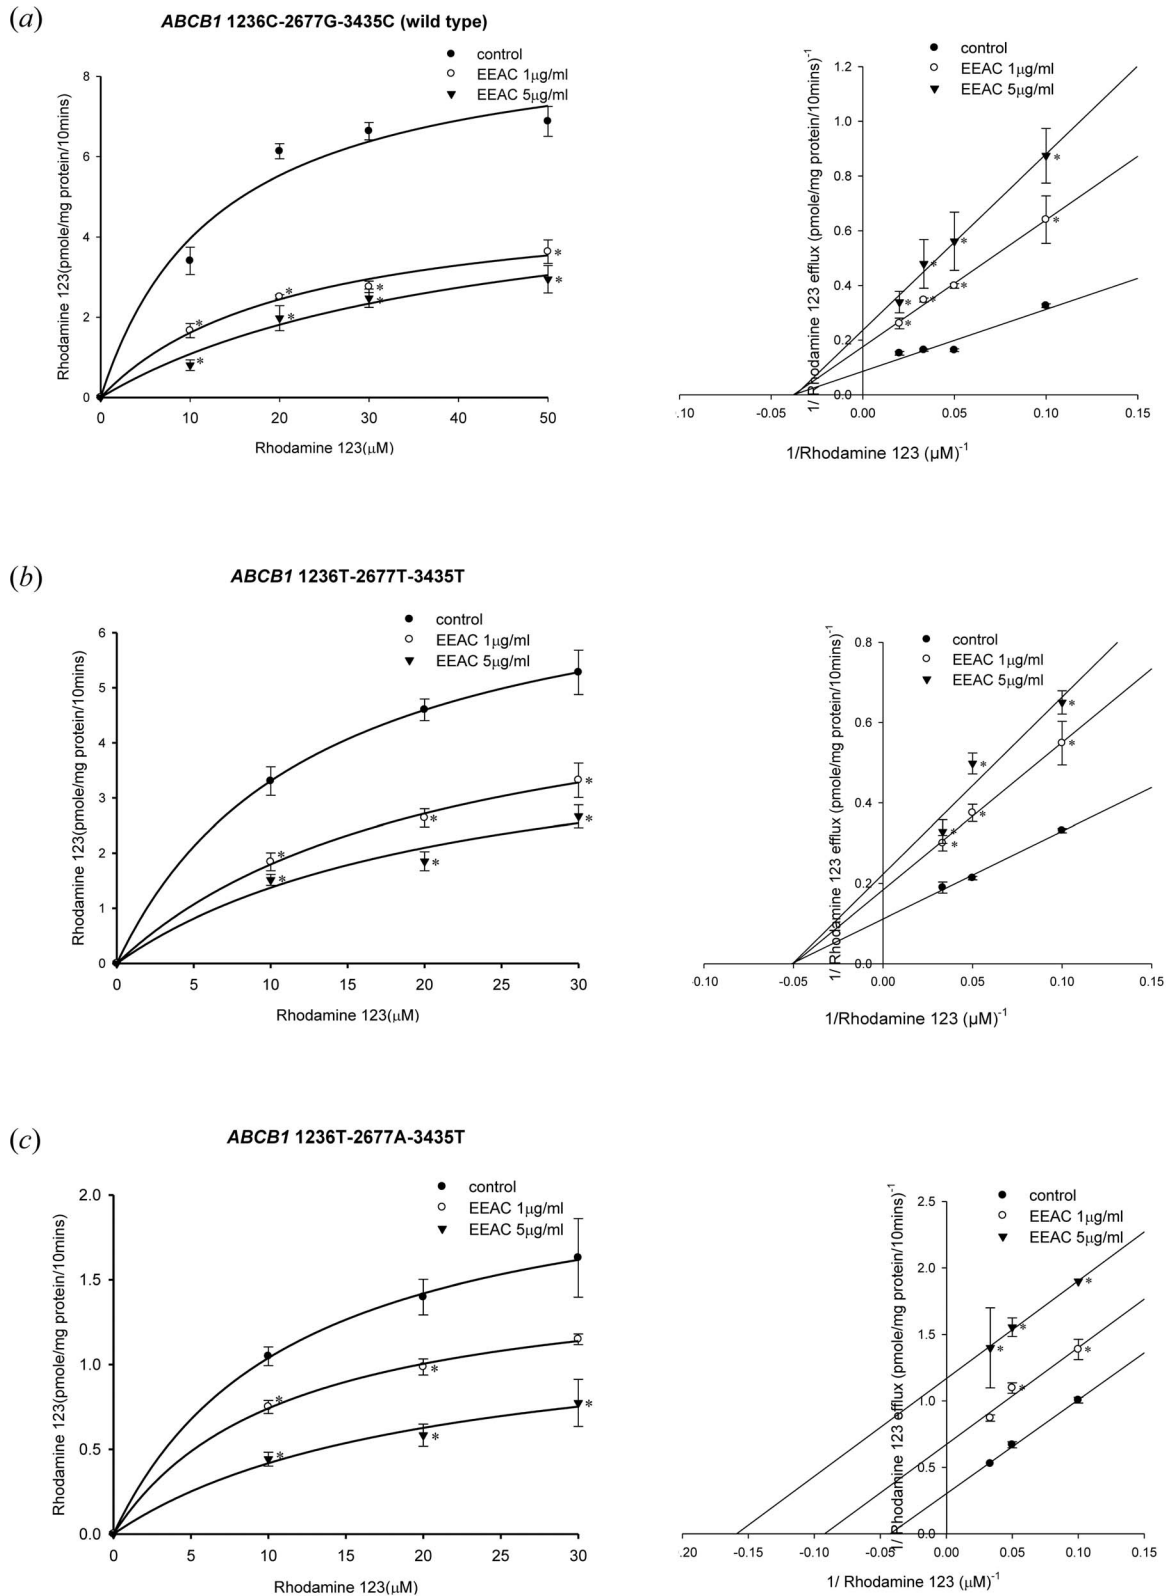 (a)
ABCB1 1236C-2677G-3435C (wild type)
control
EEAC 1μg/ml
EEAC 5μg/ml
Rhodamine 123(pmole/mg protein/10mins)
8
6
4
2
0
0 10 20 30 40 50
Rhodamine 123(μM)
control
EEAC 1μg/ml
EEAC 5μg/ml
1/ Rhodamine 123 efflux (pmole/mg protein/10mins)-1
1.2
1.0
0.8
0.6
0.4
0.2
0.0
-.10 -0.05 0.00 0.05 0.10 0.15
1/Rhodamine 123 (μM)-1
(b)
ABCB1 1236T-2677T-3435T
control
EEAC 1μg/ml
EEAC 5μg/ml
Rhodamine 123(pmole/mg protein/10mins)
6
5
4
3
2
1
0
0 5 10 15 20 25 30
Rhodamine 123(μM)
control
EEAC 1μg/ml
EEAC 5μg/ml
1/ Rhodamine 123 efflux (pmole/mg protein/10mins)-1
0.8
0.6
0.4
0.2
0.0
-0.10 -0.05 0.00 0.05 0.10 0.15
1/Rhodamine 123 (μM)-1
(c)
ABCB1 1236T-2677A-3435T
control
EEAC 1μg/ml
EEAC 5μg/ml
Rhodamine 123(pmole/mg protein/10mins)
2.0
1.5
1.0
0.5
0.0
0 5 10 15 20 25 30
Rhodamine 123(μM)
control
EEAC 1μg/ml
EEAC 5μg/ml
1/ Rhodamine 123 efflux (pmole/mg protein/10mins)-1
2.5
2.0
1.5
1.0
0.5
0.0
-.20 -0.15 -0.10 -0.05 0.00 0.05 0.10 0.15
1/ Rhodamine 123 (μM)-1